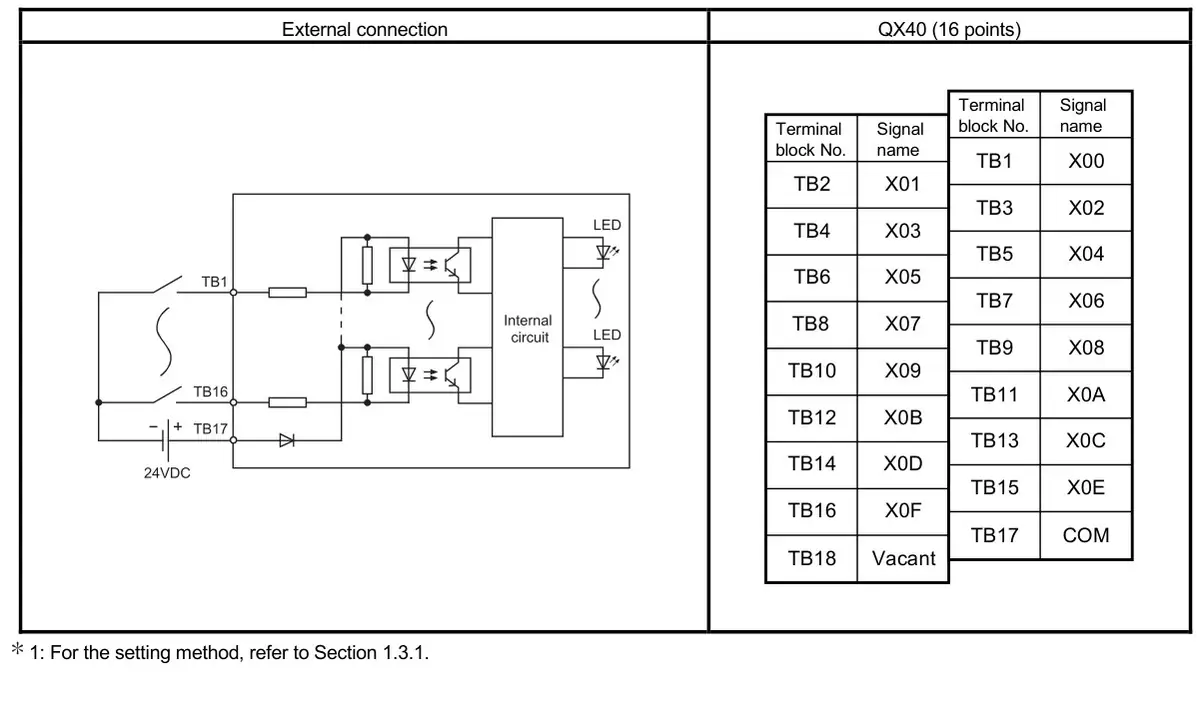 External connection
QX40 (16 points)
LED
TB1
Internal
circuit
LED
TB16
− +
TB17
24VDC
Terminal
block No.
Signal
name
TB2 X01
TB4 X03
TB6 X05
TB8 X07
TB10 X09
TB12 X0B
TB14 X0D
TB16 X0F
TB18 Vacant
Terminal
block No.
Signal
name
TB1 X00
TB3 X02
TB5 X04
TB7 X06
TB9 X08
TB11 X0A
TB13 X0C
TB15 X0E
TB17 COM
＊ 1: For the setting method, refer to Section 1.3.1.